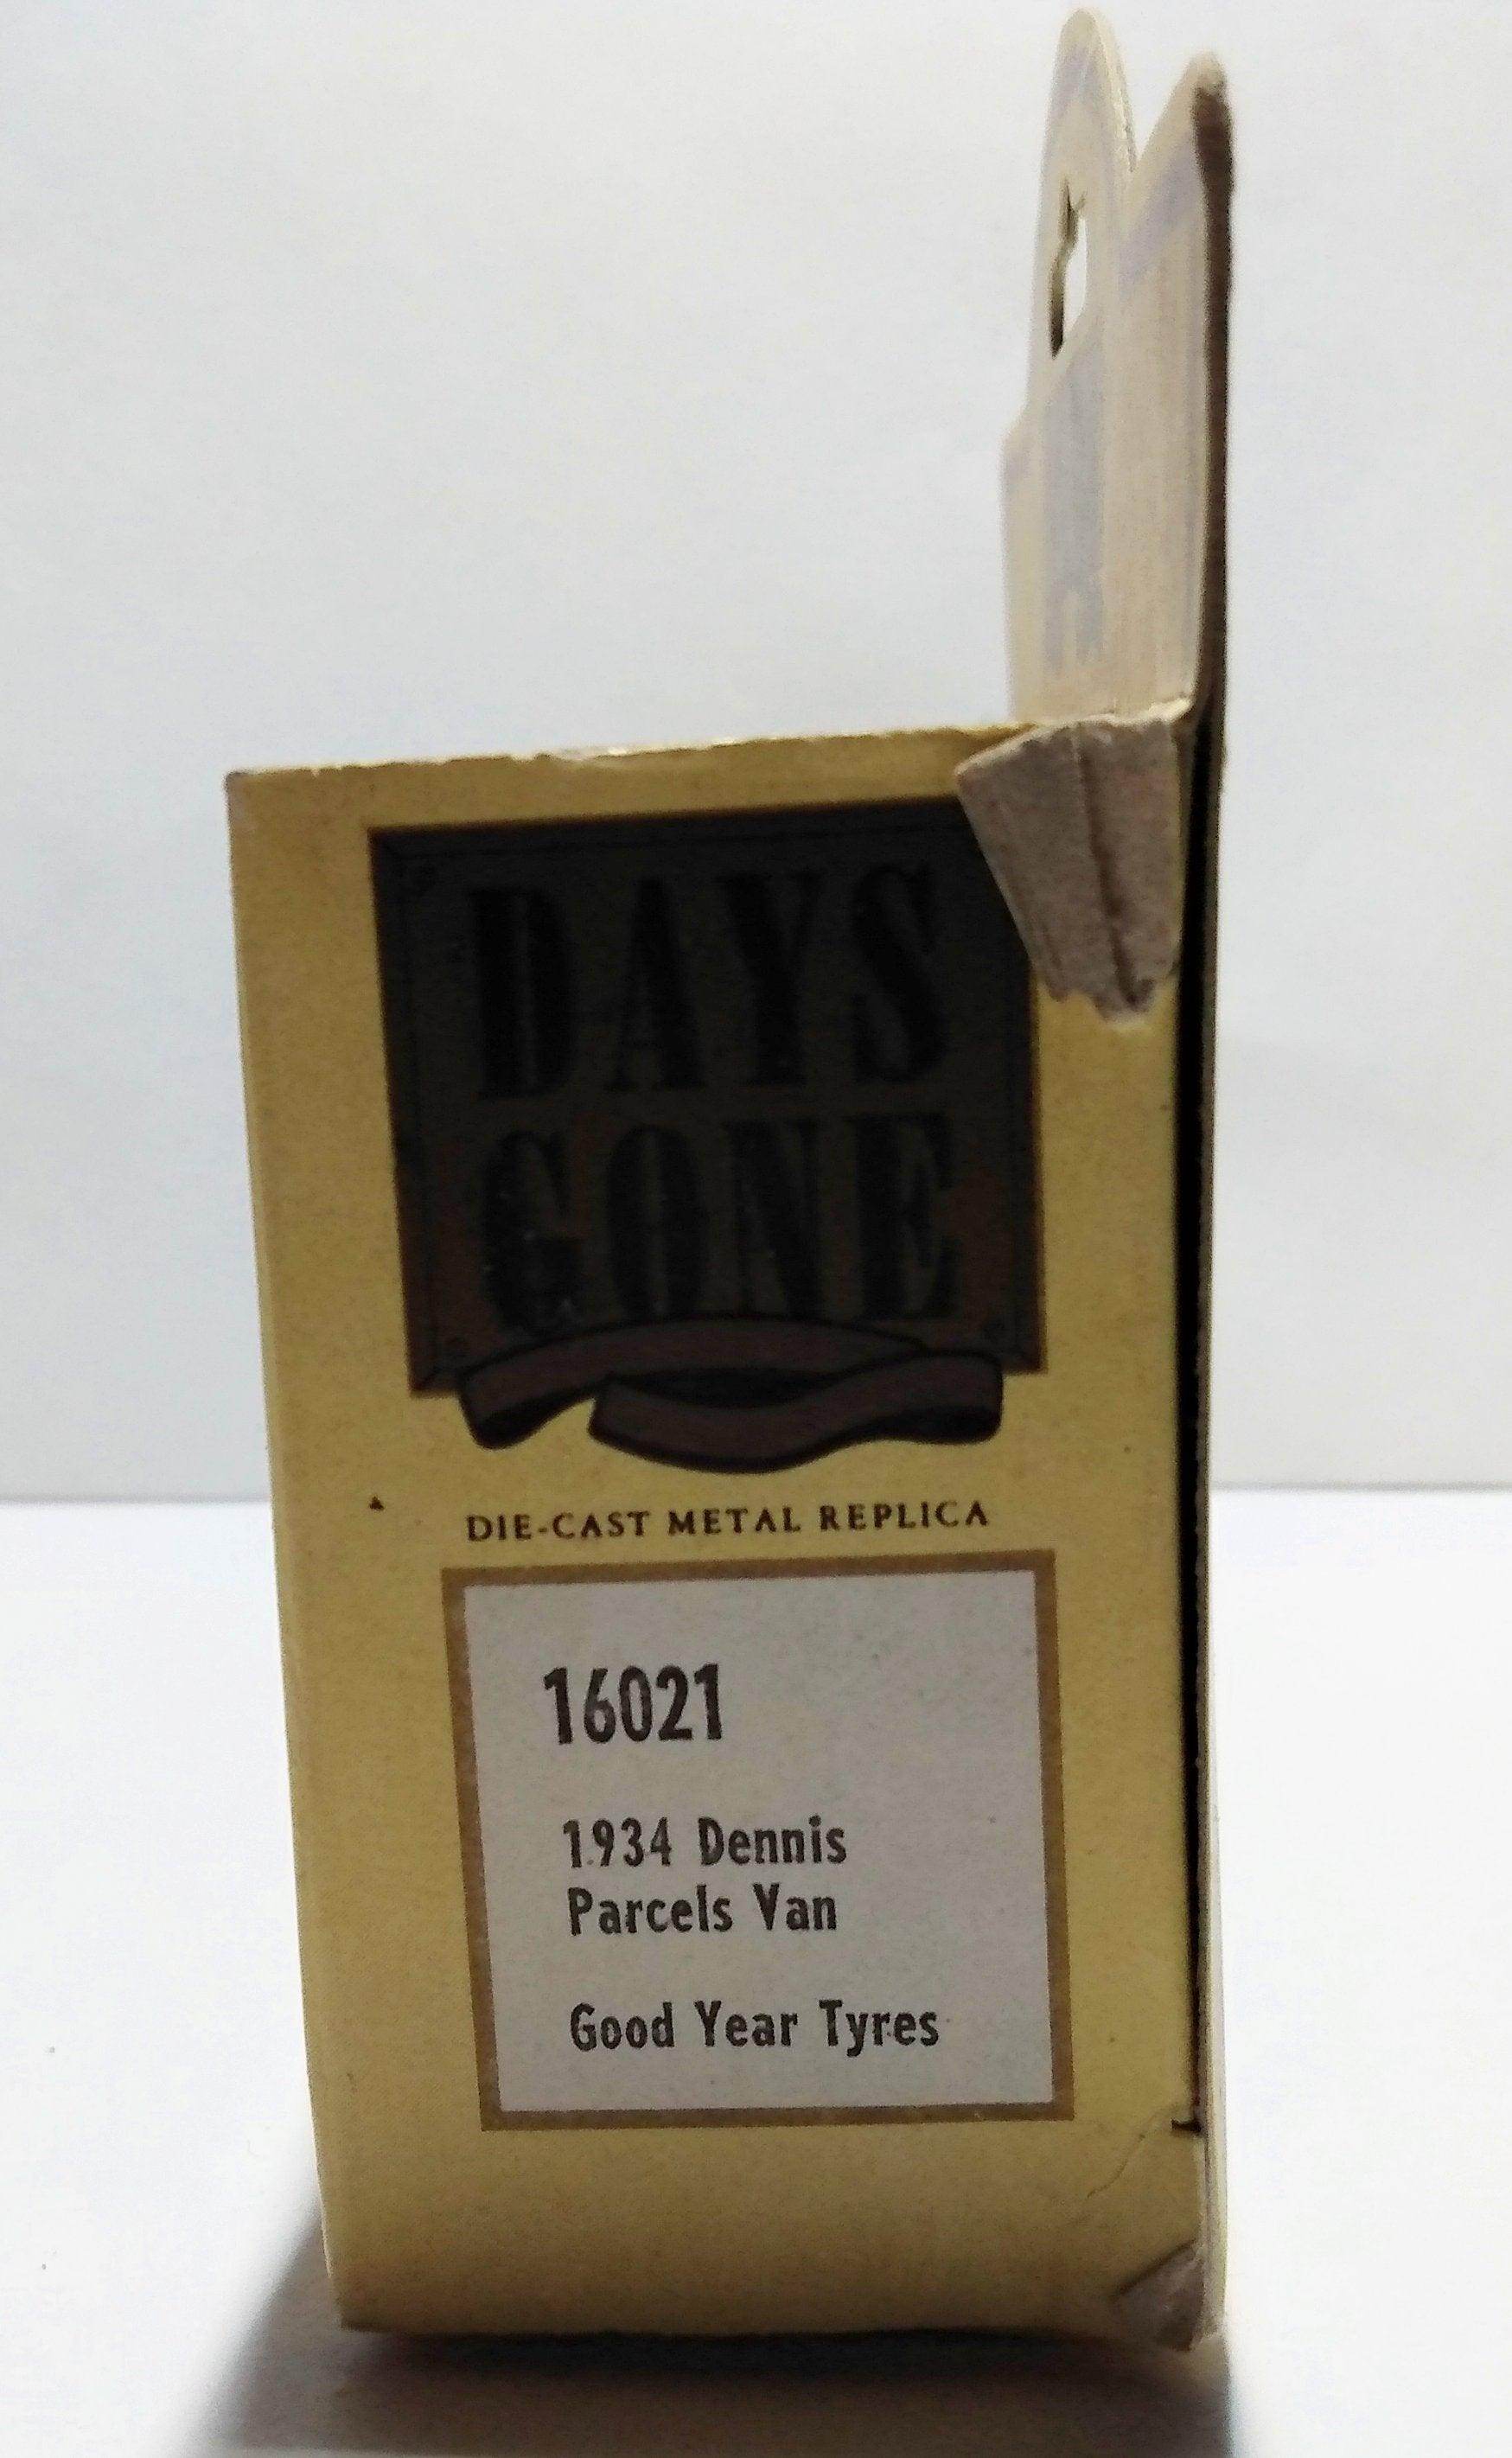 DAYS
GONE
DIE-CAST METAL REPLICA
16021
1934 Dennis
Parcels Van
Good Year Tyres